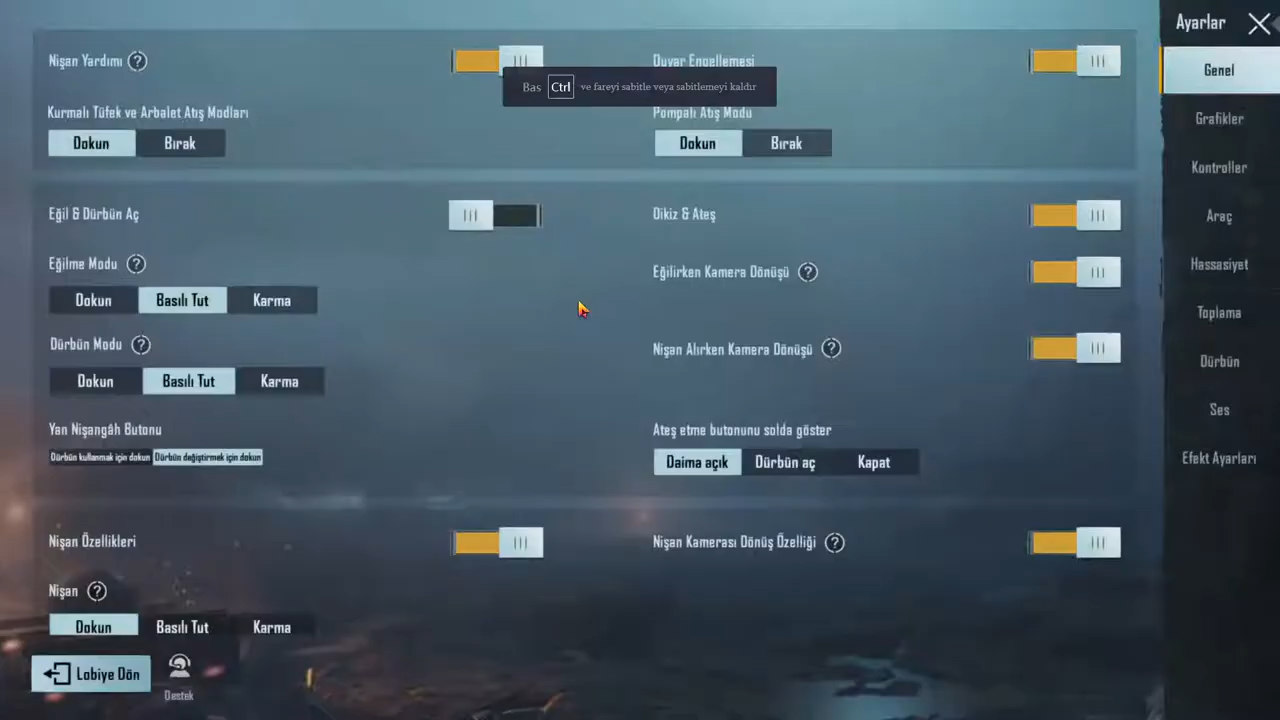 Ayarlar
Nişan Yardımı ?
Duvar Engellemesi
Bas Ctrl ve fareyi sabitle veya sabitlemeyi kaldır
Kurmalı Tüfek ve Arbalet Atış Modları
Pompalı Atış Modu
Dokun Bırak
Dokun Bırak
Eğil & Dürbün Aç
Dikiz & Ateş
Eğilme Modu ?
Eğilirken Kamera Dönüşü ?
Dokun Basılı Tut Karma
Dürbün Modu ?
Nişan Alırken Kamera Dönüşü ?
Dokun Basılı Tut Karma
Yan Nişangâh Butonu
Ateş etme butonunu solda göster
Dürbün kullanmak için dokun Dürbün değiştirmek için dokun
Daima açık Dürbün aç Kapat
Nişan Özellikleri
Nişan Kamerası Dönüş Özelliği ?
Nişan ?
Dokun Basılı Tut Karma
Lobiye Dön
Destek
Genel
Grafikler
Kontroller
Araç
Hassasiyet
Toplama
Dürbün
Ses
Efekt Ayarları